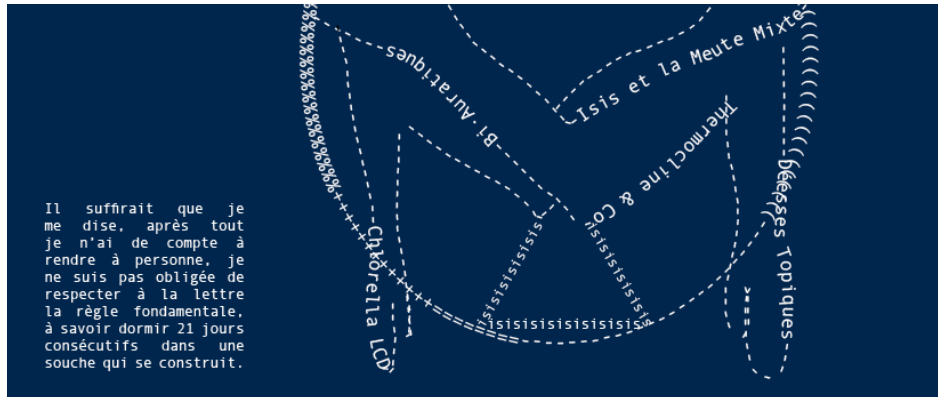 Isis et la Meute Mixte
Bi-Auratiques
Thermocline & Co
Déesses Topiques
Chlorella LCD
isisisisisisisi
isisisisisisis
isisisisisisisisis
Il suffirait que je
me dise, après tout
je n'ai de compte à
rendre à personne, je
ne suis pas obligée de
respecter à la lettre
la règle fondamentale,
à savoir dormir 21 jours
consécutifs dans une
souche qui se construit.